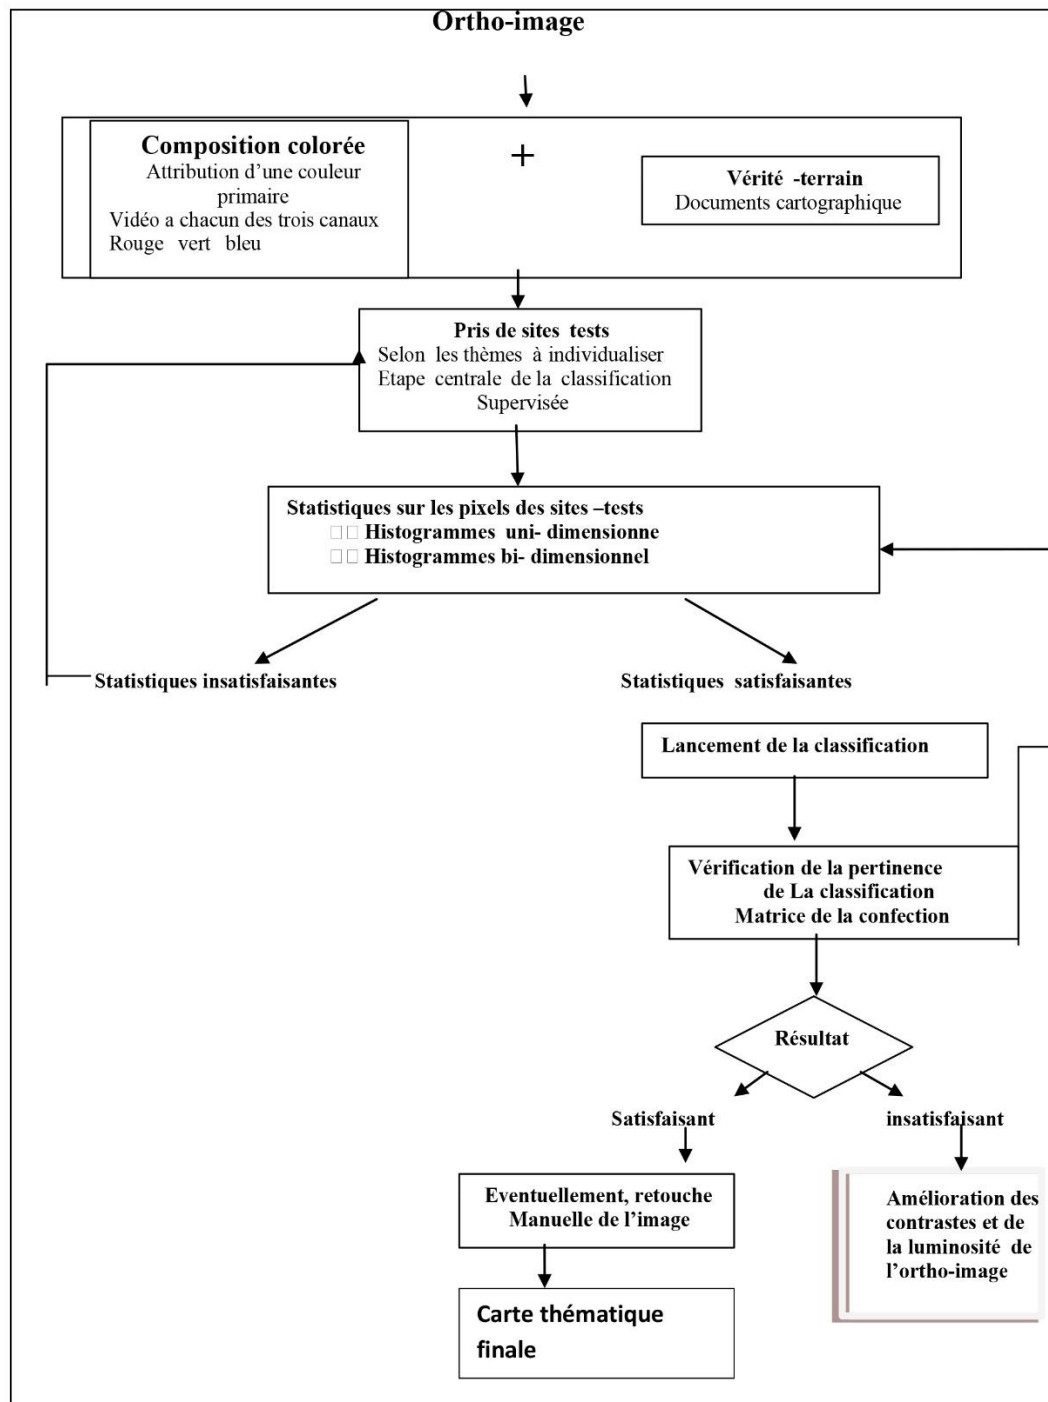 Ortho-image
Composition colorée
Attribution d'une couleur
primaire
Vidéo a chacun des trois canaux
Rouge vert bleu
+
Vérité -terrain
Documents cartographique
Pris de sites tests
Selon les thèmes à individualiser
Etape centrale de la classification
Supervisée
Statistiques sur les pixels des sites –tests
□□ Histogrammes uni- dimensionne
□□ Histogrammes bi- dimensionnel
Statistiques insatisfaisantes
Statistiques satisfaisantes
Lancement de la classification
Vérification de la pertinence
de La classification
Matrice de la confection
Résultat
Satisfaisant
insatisfaisant
Eventuellement, retouche
Manuelle de l'image
Amélioration des
contrastes et de
la luminosité de
l'ortho-image
Carte thématique
finale